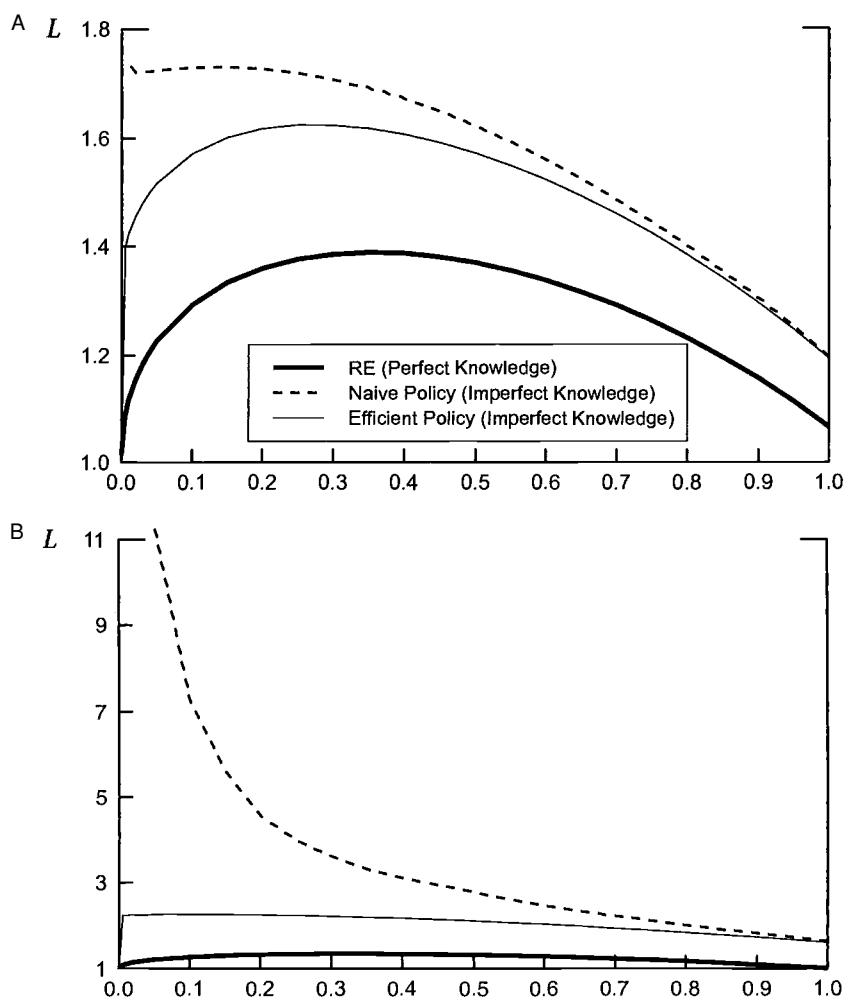 A L
1.8
1.6
1.4
1.2
1.0
RE (Perfect Knowledge)
Naive Policy (Imperfect Knowledge)
Efficient Policy (Imperfect Knowledge)
0.0 0.1 0.2 0.3 0.4 0.5 0.6 0.7 0.8 0.9 1.0
B L
11
9
7
5
3
1
0.0 0.1 0.2 0.3 0.4 0.5 0.6 0.7 0.8 0.9 1.0